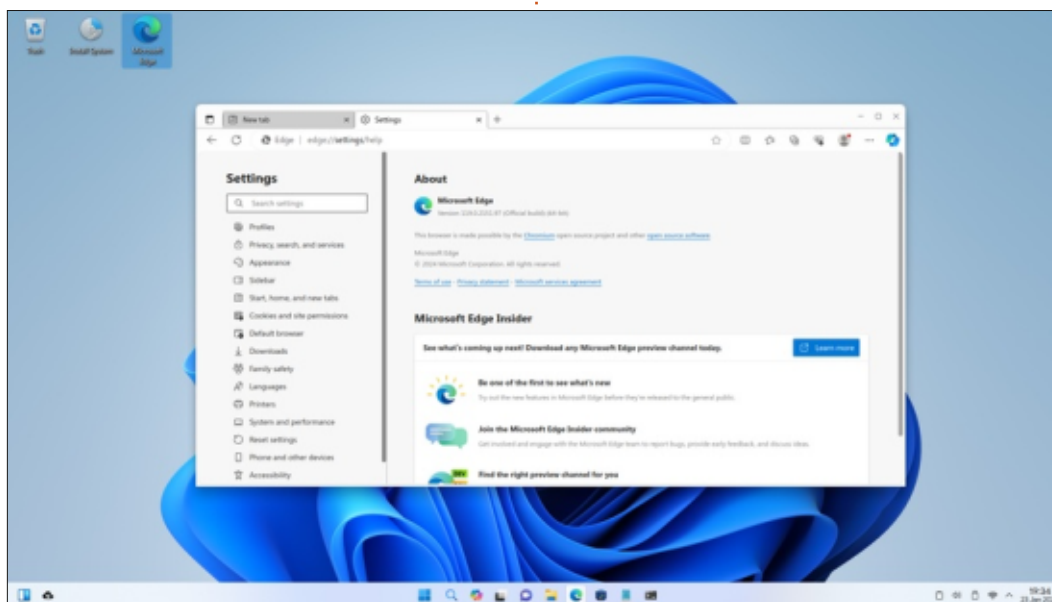 Trash
Install System
Microsoft Edge
New tab
Settings
Edge | edge://settings/help
Settings
Search settings
Profiles
Privacy, search, and services
Appearance
Sidebar
Start, home, and new tabs
Cookies and site permissions
Default browser
Downloads
Family safety
Languages
Printers
System and performance
Reset settings
Phone and other devices
Accessibility
About
Microsoft Edge
(Official build) (64-bit)
This browser is made possible by the Chromium open source project and other open source software.
Microsoft Edge
© 2024 Microsoft Corporation. All rights reserved.
Terms of use - Privacy statement - Microsoft services agreement
Microsoft Edge Insider
See what's coming up next! Download any Microsoft Edge preview channel today.
Learn more
Be one of the first to see what's new
Try out the new features in Microsoft Edge before they're released to the general public.
Join the Microsoft Edge Insider community
Get involved and engage with the Microsoft Edge team to report bugs, provide early feedback, and discuss ideas.
DEV
Find the right preview channel for you
19:34
23 Jan